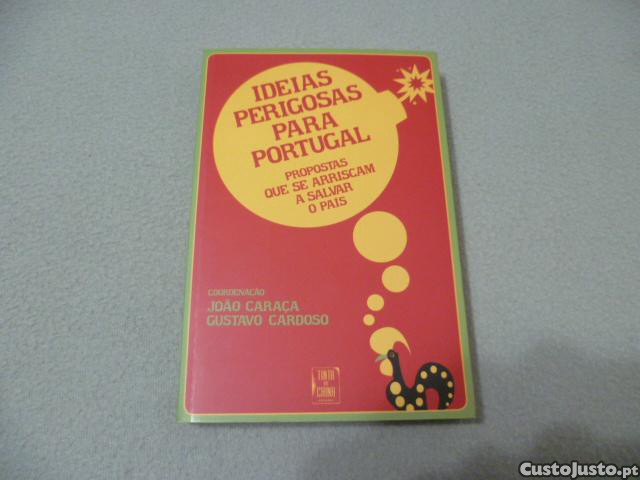 IDEIAS
PERIGOSAS
PARA
PORTUGAL
PROPOSTAS
QUE SE ARRISCAM
A SALVAR
O PAÍS
COORDENAÇÃO
JOÃO CARAÇA
GUSTAVO CARDOSO
TINTA
DA
CHINA
CustoJusto.pt